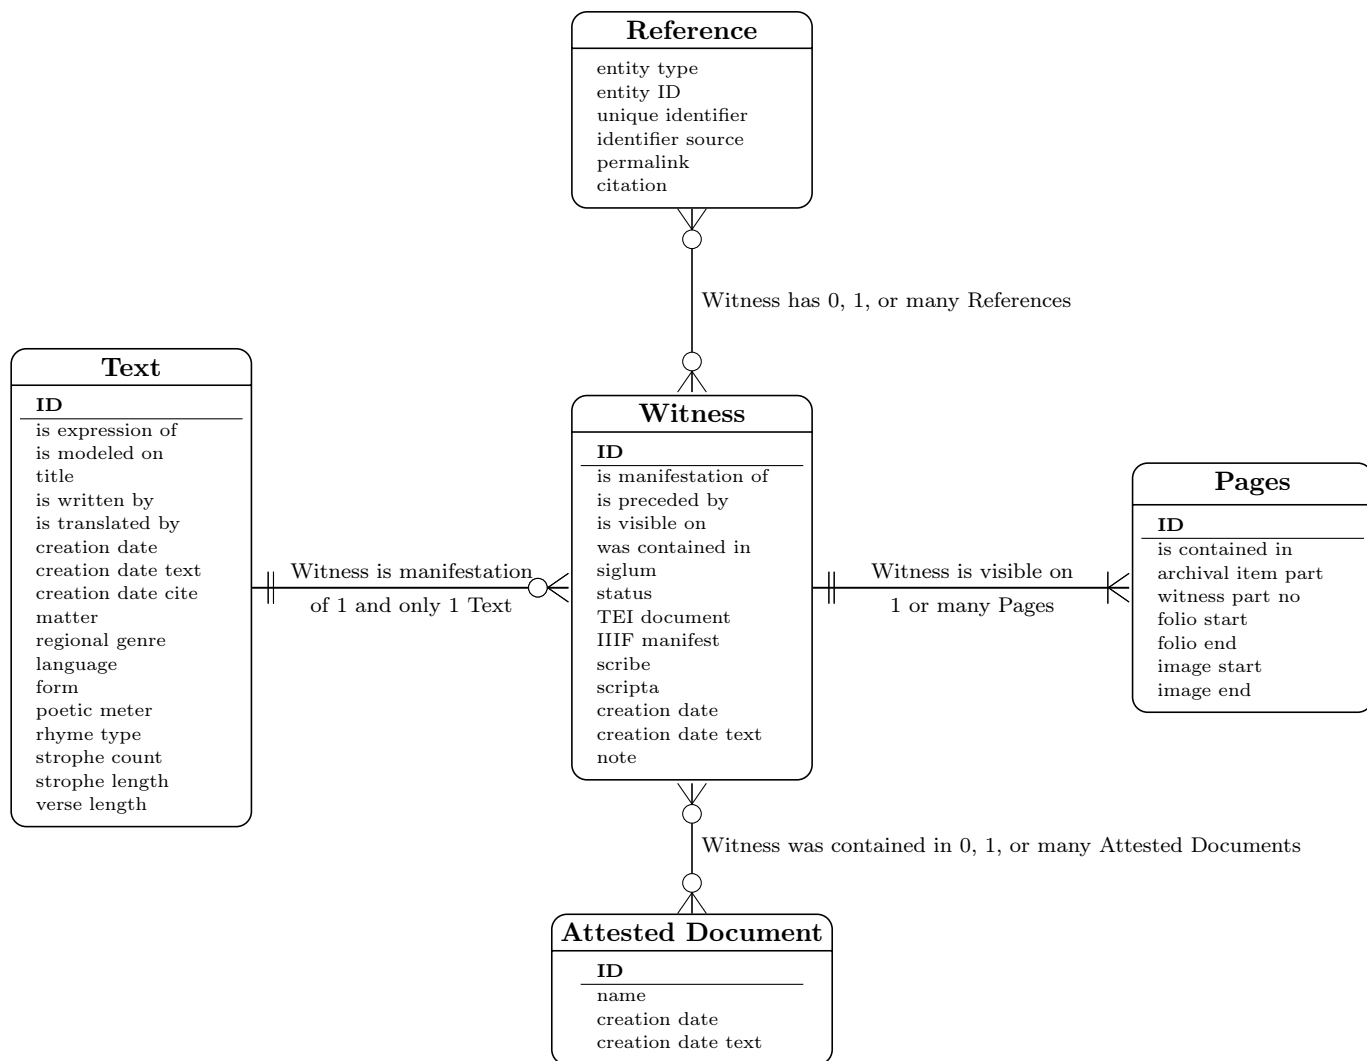 Reference
entity type
entity ID
unique identifier
identifier source
permalink
citation
Witness has 0, 1, or many References
Text
ID
is expression of
is modeled on
title
is written by
is translated by
creation date
creation date text
creation date cite
matter
regional genre
language
form
poetic meter
rhyme type
strophe count
strophe length
verse length
Witness is manifestation
of 1 and only 1 Text
Witness
ID
is manifestation of
is preceded by
is visible on
was contained in
siglum
status
TEI document
IIIF manifest
scribe
scripta
creation date
creation date text
note
Witness is visible on
1 or many Pages
Pages
ID
is contained in
archival item part
witness part no
folio start
folio end
image start
image end
Witness was contained in 0, 1, or many Attested Documents
Attested Document
ID
name
creation date
creation date text